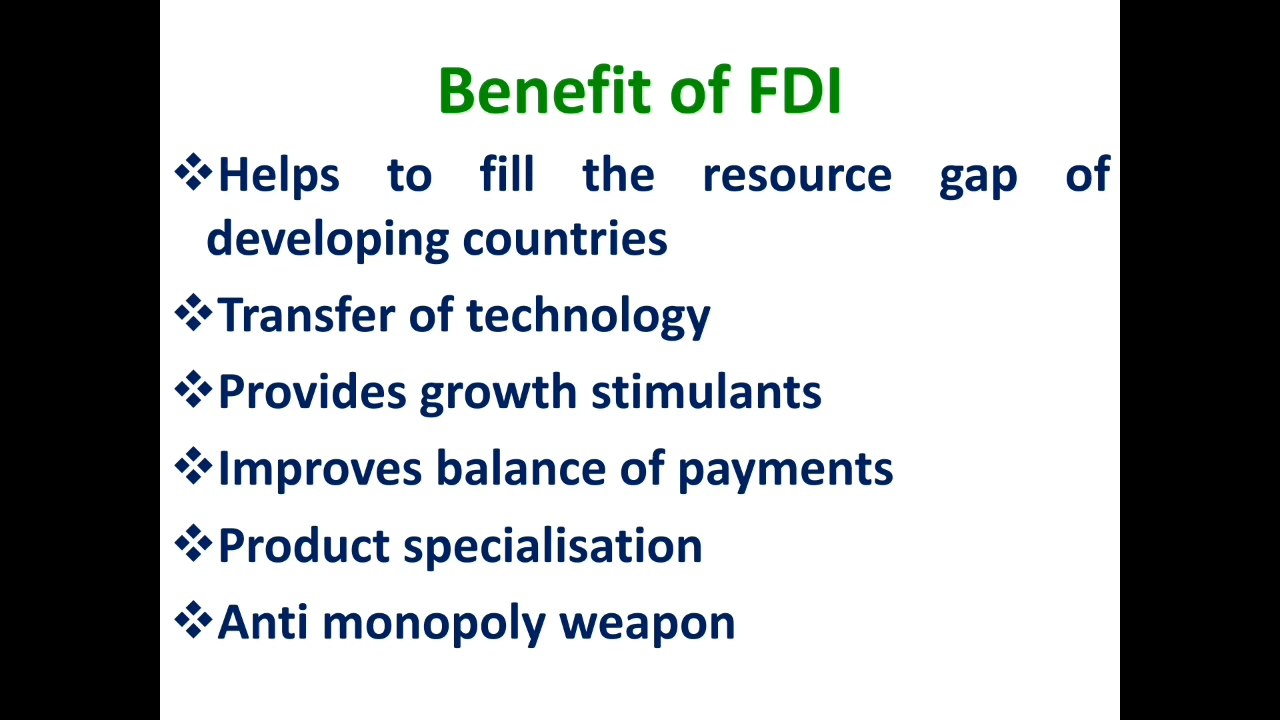 Benefit of FDI
❖Helps to fill the resource gap of
developing countries
❖Transfer of technology
❖Provides growth stimulants
❖Improves balance of payments
❖Product specialisation
❖Anti monopoly weapon